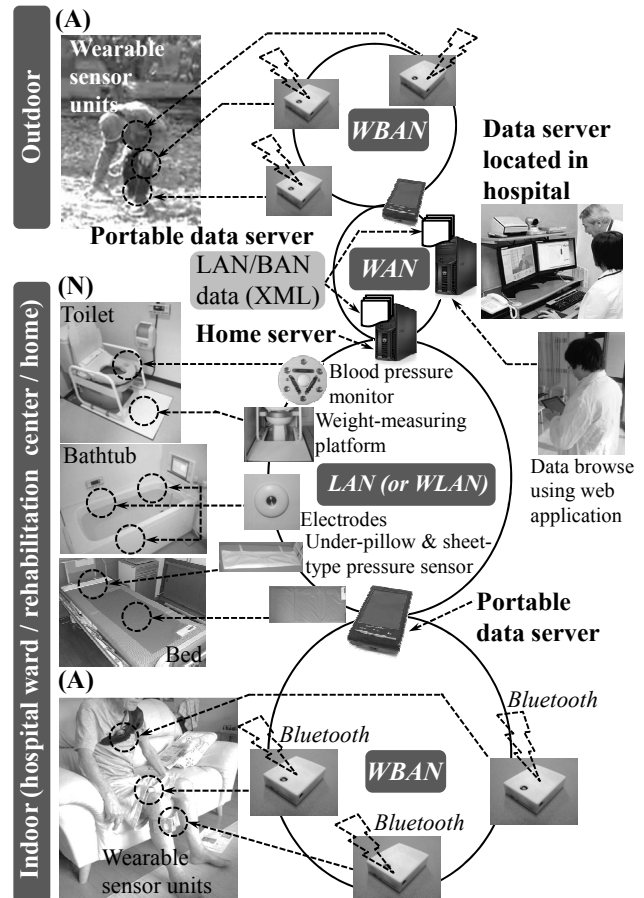 (A)
Outdoor
Wearable
sensor
units
WBAN
Data server
located in
hospital
Portable data server
LAN/BAN
data (XML)
WAN
(N)
Indoor (hospital ward / rehabilitation center / home)
Toilet
Home server
Blood pressure
monitor
Weight-measuring
platform
Data browse
using web
application
Bathtub
LAN (or WLAN)
Electrodes
Under-pillow & sheet-
type pressure sensor
Bed
Portable
data server
(A)
Bluetooth
Bluetooth
WBAN
Bluetooth
Wearable
sensor units